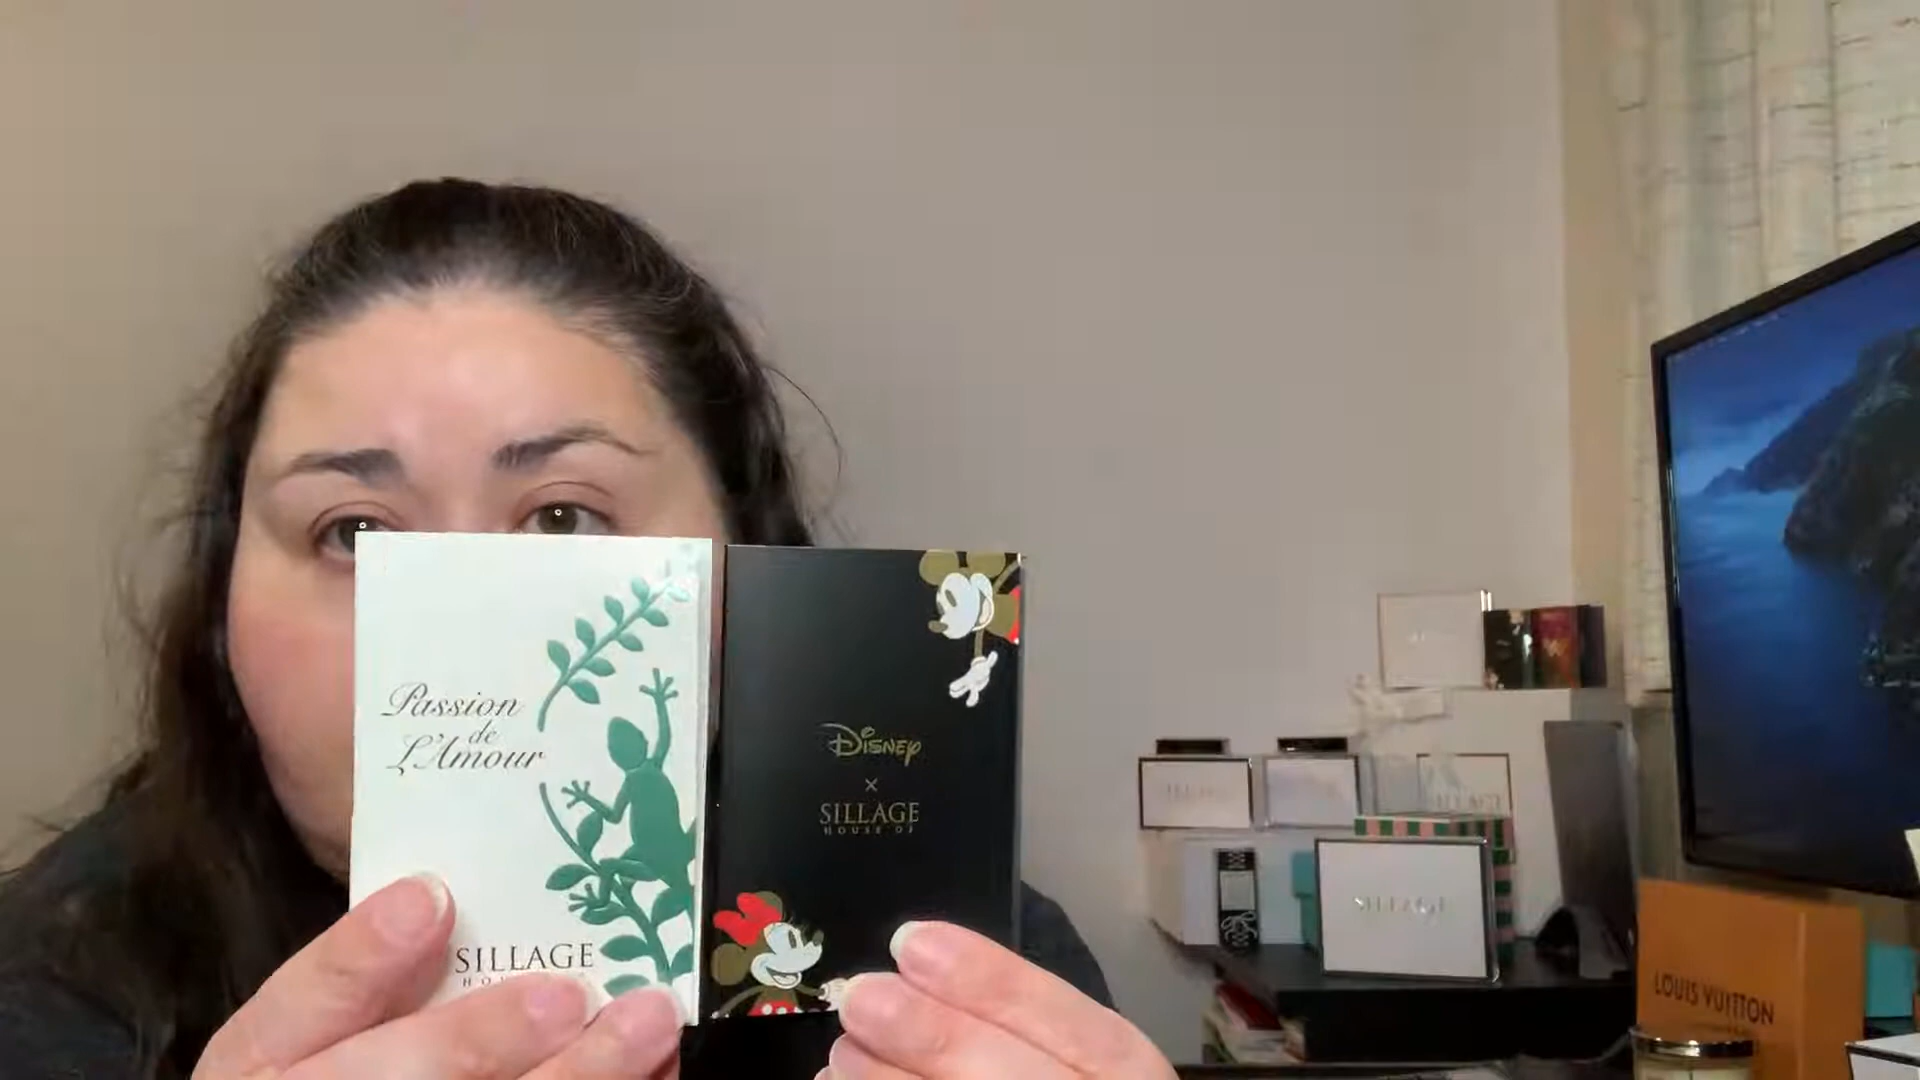 Passion
de
L'Amour
SILLAGE
DISNEY
×
SILLAGE
HOUSE OF
SILLAGE
LOUIS VUITTON